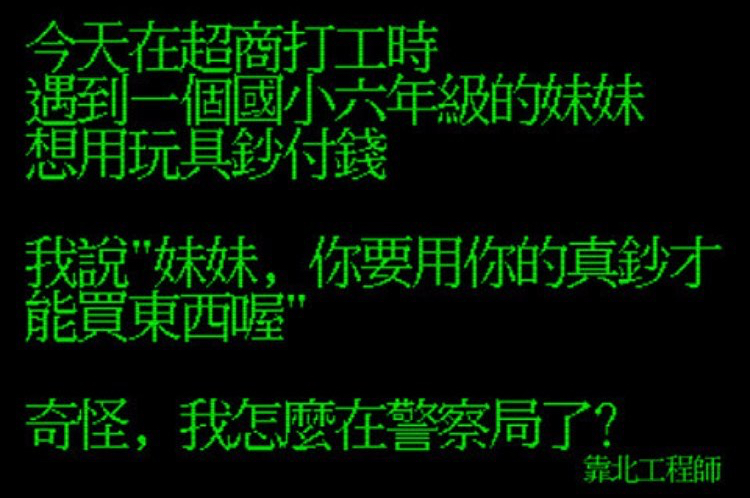 今天在超商打工時
遇到一個國小六年級的妹妹
想用玩具鈔付錢
我說"妹妹，你要用你的真鈔才
能買東西喔"
奇怪，我怎麼在警察局了?
靠北工程師